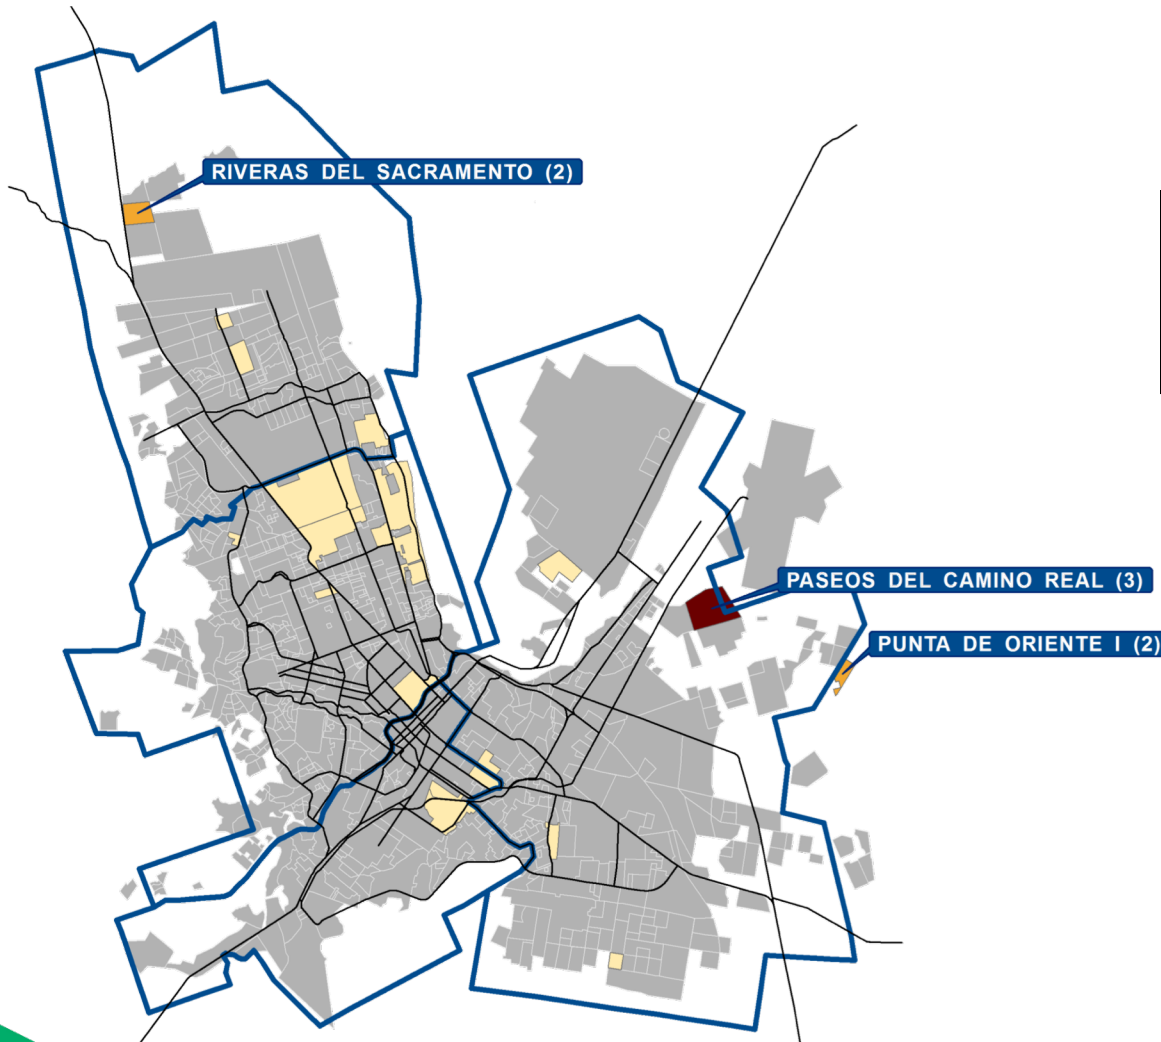 RIVERAS DEL SACRAMENTO (2)
PASEOS DEL CAMINO REAL (3)
PUNTA DE ORIENTE I (2)